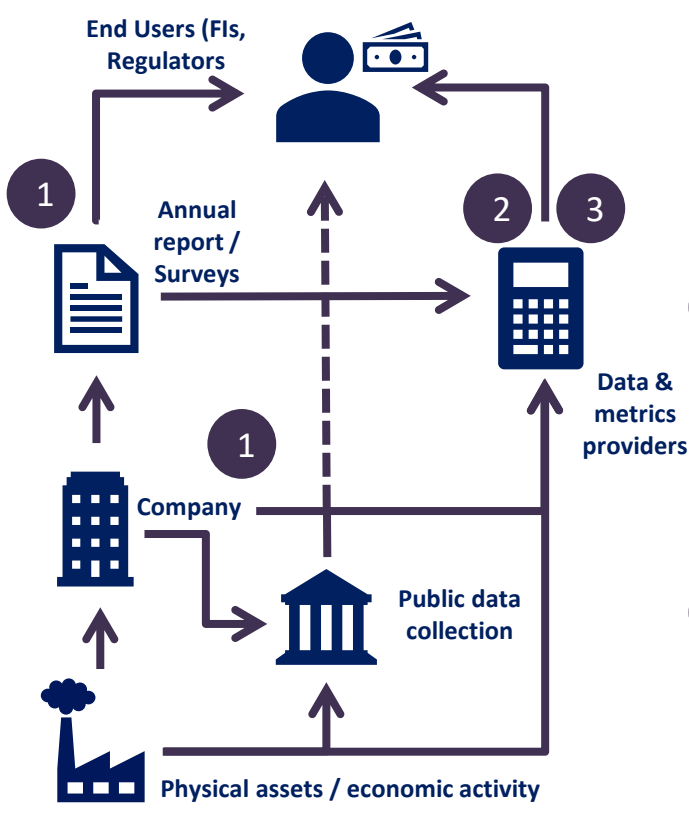 End Users (FIs,
Regulators
1
2
3
Annual
report /
Surveys
Data &
metrics
providers
1
Company
Public data
collection
Physical assets / economic activity